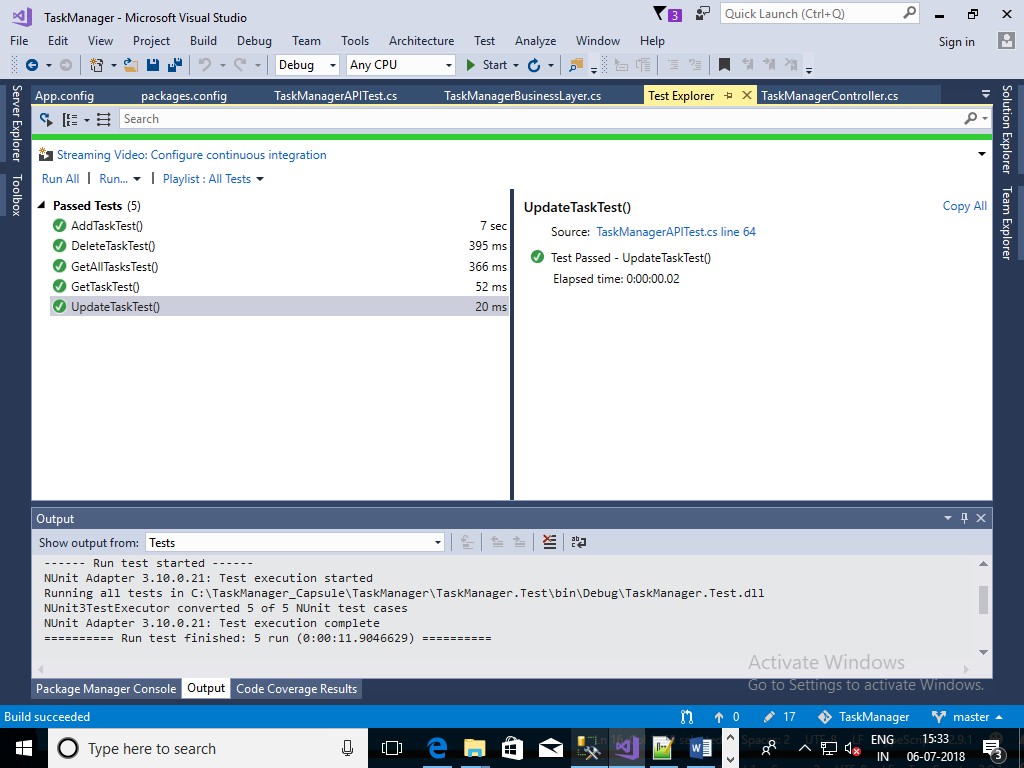 TaskManager - Microsoft Visual Studio
3
Quick Launch (Ctrl+Q)
File Edit View Project Build Debug Team Tools Architecture Test Analyze Window Help
Sign in
Debug Any CPU Start
Server Explorer
Toolbox
App.config packages.config TaskManagerAPITest.cs TaskManagerBusinessLayer.cs Test Explorer TaskManagerController.cs
Solution Explorer
Team Explorer
Search
Streaming Video: Configure continuous integration
Run All | Run... | Playlist : All Tests
Passed Tests (5)
AddTaskTest() 7 sec
DeleteTaskTest() 395 ms
GetAllTasksTest() 366 ms
GetTaskTest() 52 ms
UpdateTaskTest() 20 ms
UpdateTaskTest()
Copy All
Source: TaskManagerAPITest.cs line 64
Test Passed - UpdateTaskTest()
Elapsed time: 0:00:00.02
Output
Show output from: Tests
------ Run test started ------
NUnit Adapter 3.10.0.21: Test execution started
Running all tests in C:\TaskManager_Capsule\TaskManager\TaskManager.Test\bin\Debug\TaskManager.Test.dll
NUnit3TestExecutor converted 5 of 5 NUnit test cases
NUnit Adapter 3.10.0.21: Test execution complete
========== Run test finished: 5 run (0:00:11.9046629) ==========
Activate Windows
Go to Settings to activate Windows.
Package Manager Console Output Code Coverage Results
Build succeeded 0 17 TaskManager master
Type here to search
ENG
IN
15:33
06-07-2018
3